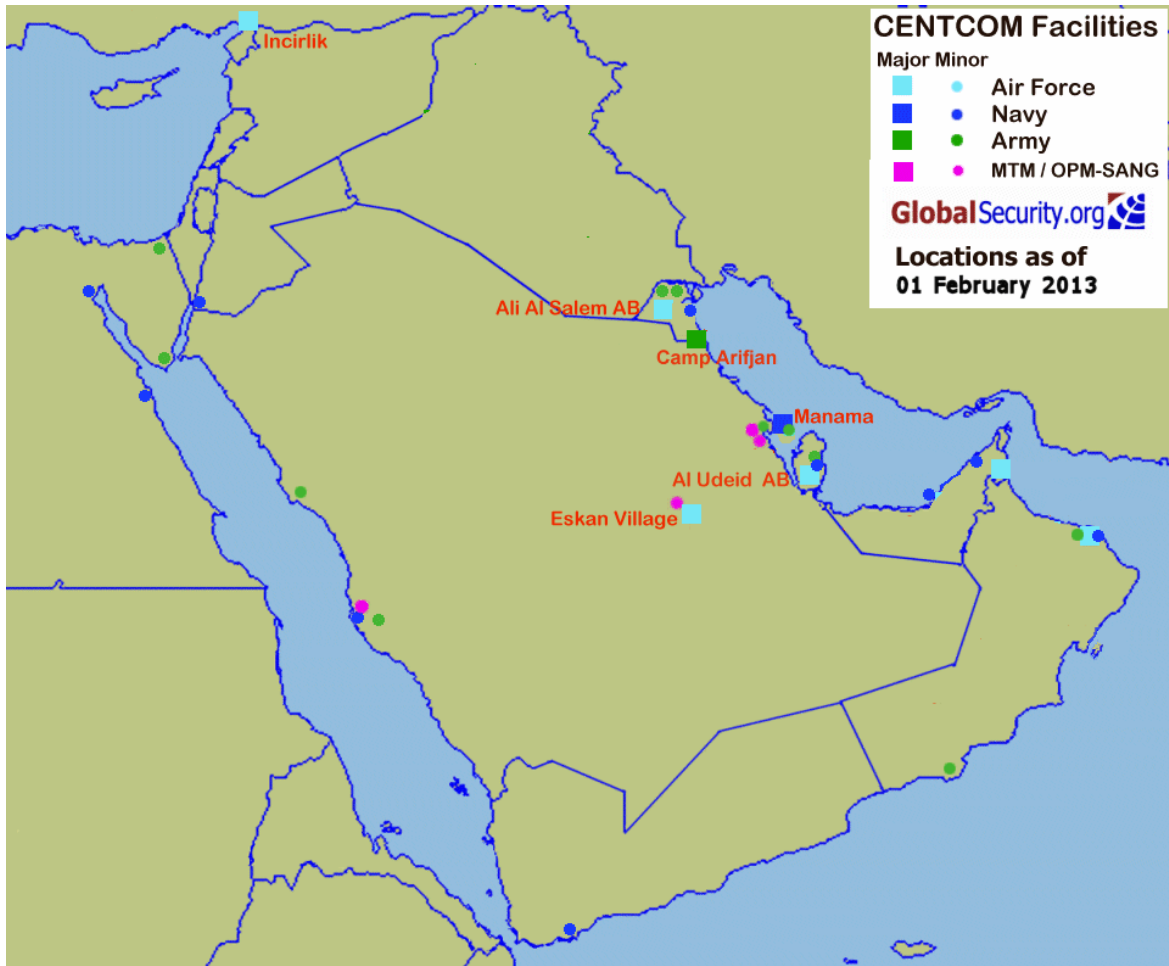 CENTCOM Facilities
Major Minor
Air Force
Navy
Army
MTM / OPM-SANG
GlobalSecurity.org
Locations as of
01 February 2013
Incirlik
Ali Al Salem AB
Camp Arifjan
Manama
Al Udeid AB
Eskan Village